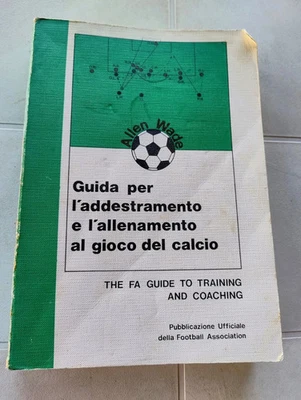 Allen Wade
Guida per
l'addestramento
e l'allenamento
al gioco del calcio
THE FA GUIDE TO TRAINING
AND COACHING
Pubblicazione Ufficiale
della Football Association